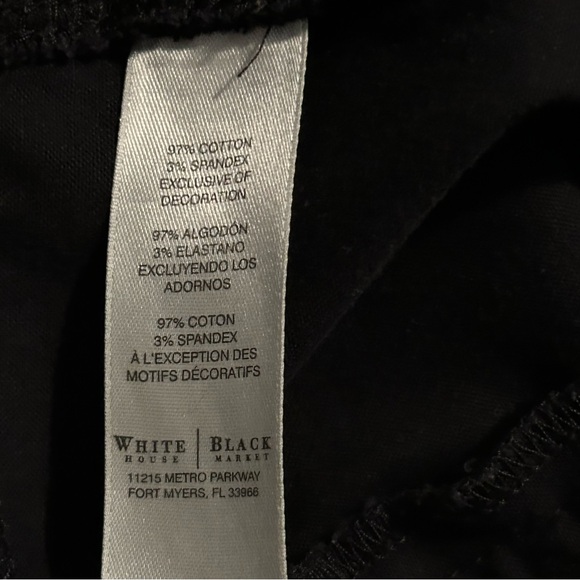 97% COTTON
3% SPANDEX
EXCLUSIVE OF
DECORATION
97% ALGODÓN
3% ELASTANO
EXCLUYENDO LOS
ADORNOS
97% COTON
3% SPANDEX
À L'EXCEPTION DES
MOTIFS DÉCORATIFS
WHITE | BLACK
HOUSE MARKET
11215 METRO PARKWAY
FORT MYERS, FL 33966